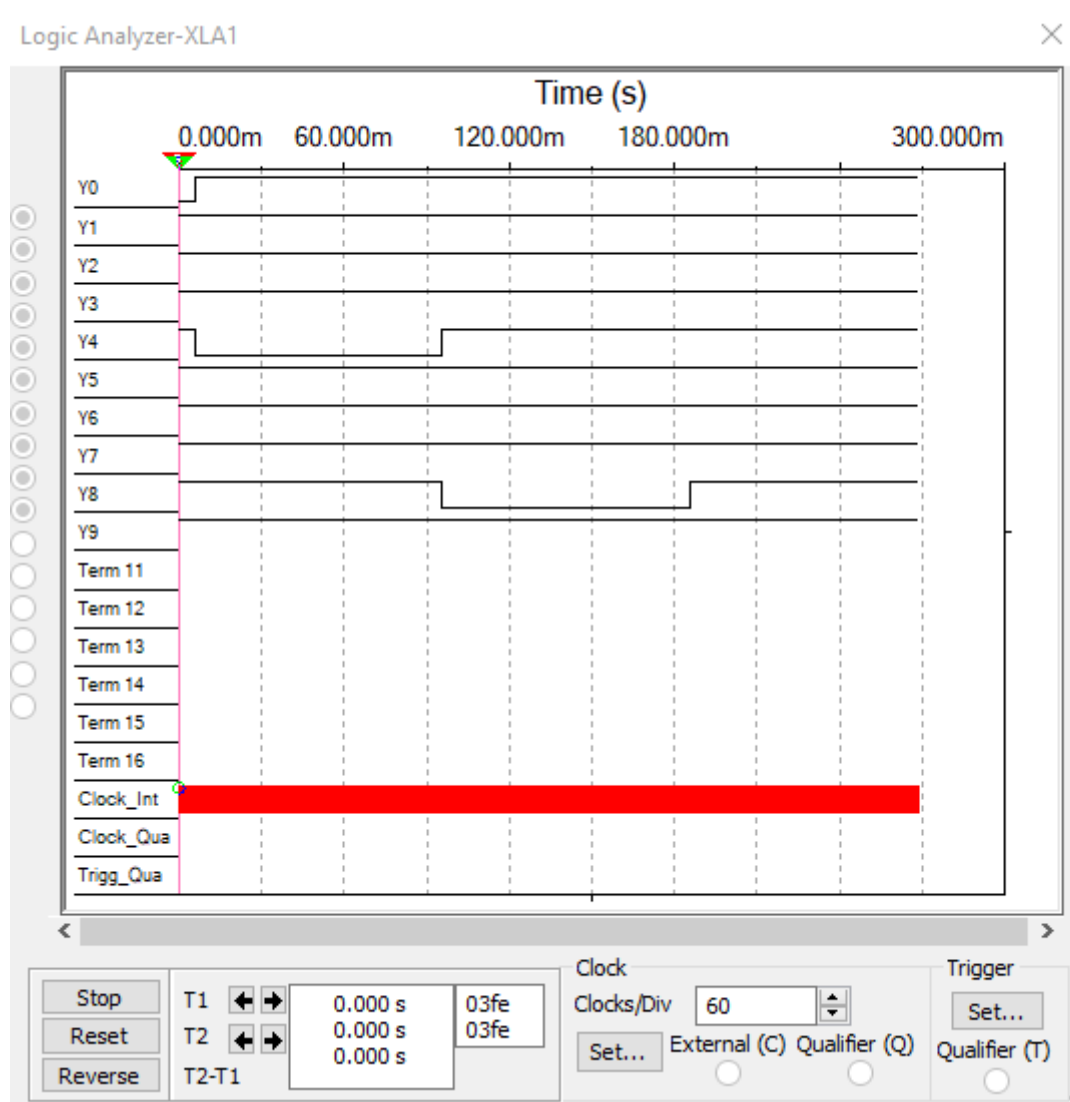 Logic Analyzer-XLA1
Time (s)
0.000m 60.000m 120.000m 180.000m 300.000m
Y0
Y1
Y2
Y3
Y4
Y5
Y6
Y7
Y8
Y9
Term 11
Term 12
Term 13
Term 14
Term 15
Term 16
Clock_Int
Clock_Qua
Trigg_Qua
Stop
Reset
Reverse
T1 0.000 s 03fe
T2 0.000 s 03fe
T2-T1 0.000 s
Clock
Clocks/Div 60
Set... External (C) Qualifier (Q)
Trigger
Set...
Qualifier (T)